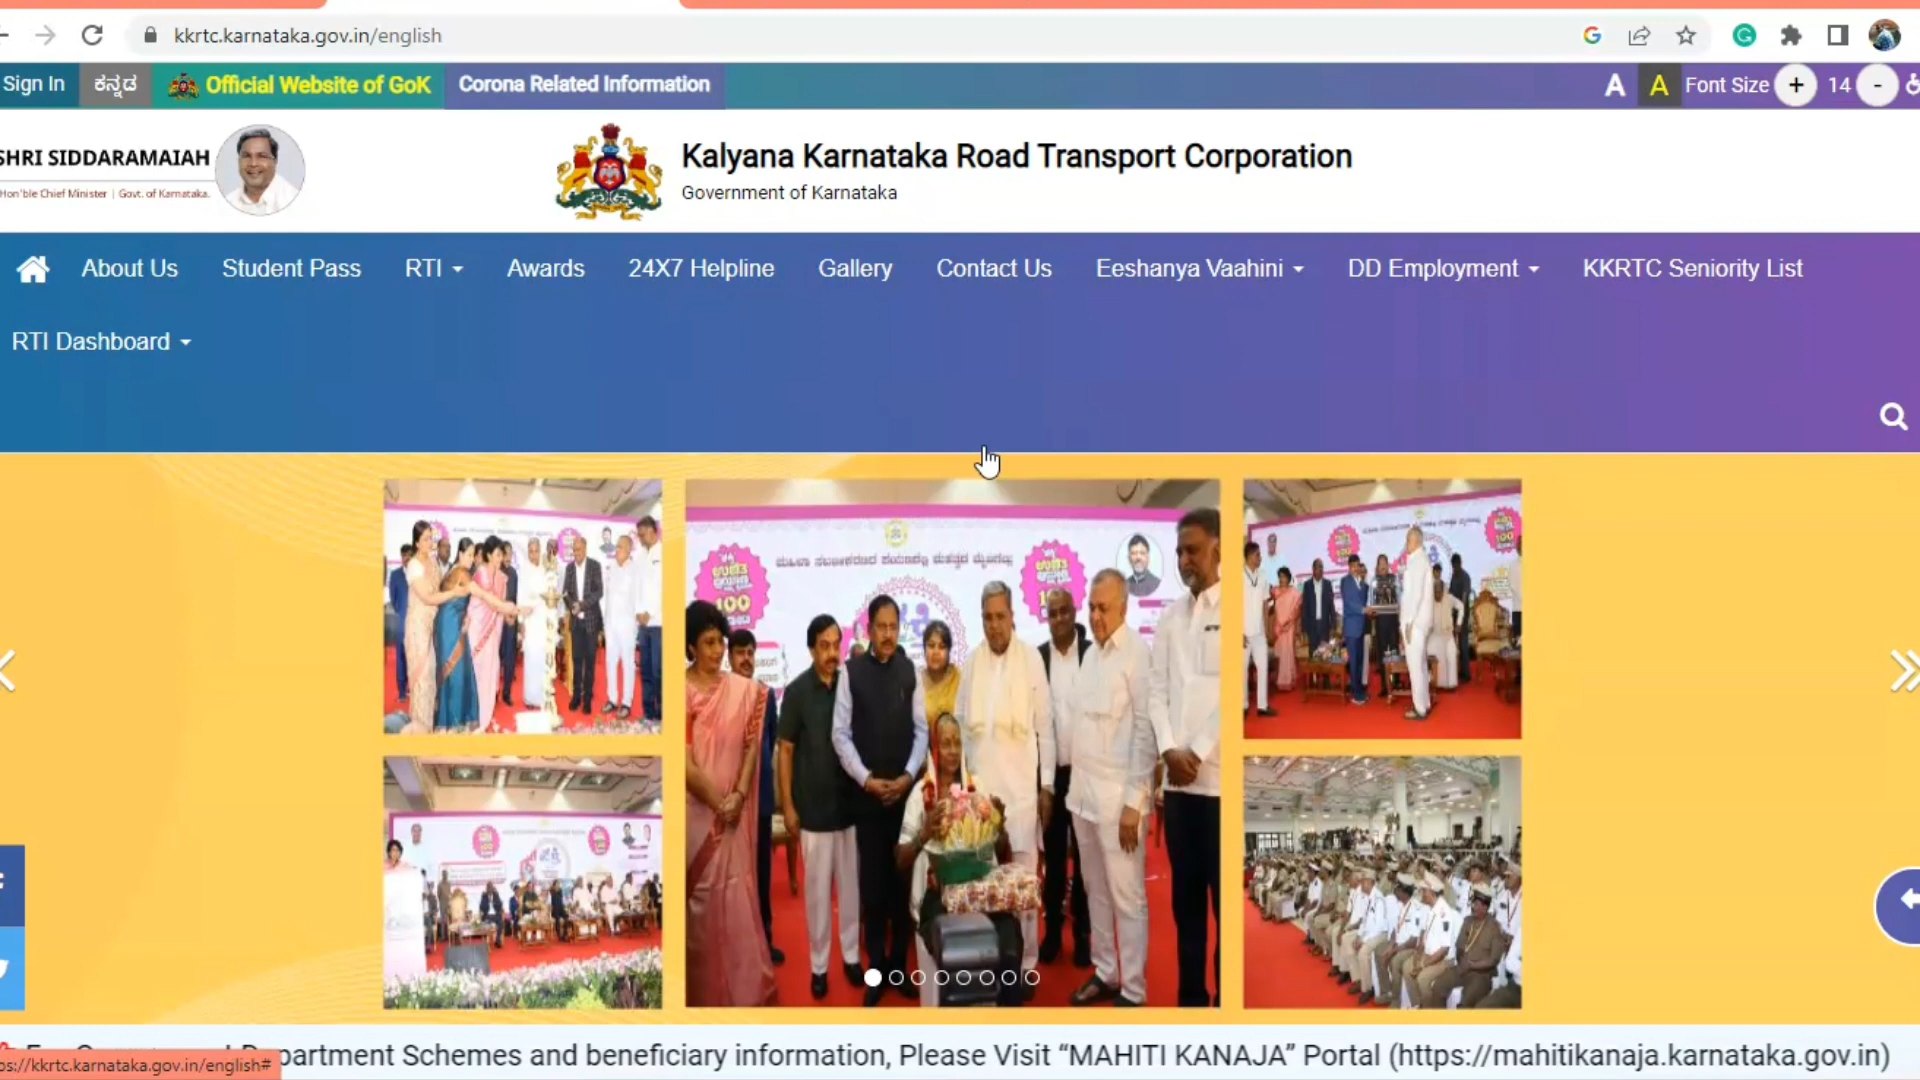 kkrtc.karnataka.gov.in/english
Sign In ಕನ್ನಡ Official Website of GoK Corona Related Information A A Font Size + 14 -
SHRI SIDDARAMAIAH
Hon'ble Chief Minister | Govt. of Karnataka.
Kalyana Karnataka Road Transport Corporation
Government of Karnataka
About Us Student Pass RTI Awards 24X7 Helpline Gallery Contact Us Eeshanya Vaahini DD Employment KKRTC Seniority List
RTI Dashboard
100
partment Schemes and beneficiary information, Please Visit “MAHITI KANAJA” Portal (https://mahitikanaja.karnataka.gov.in)
ps://kkrtc.karnataka.gov.in/english#